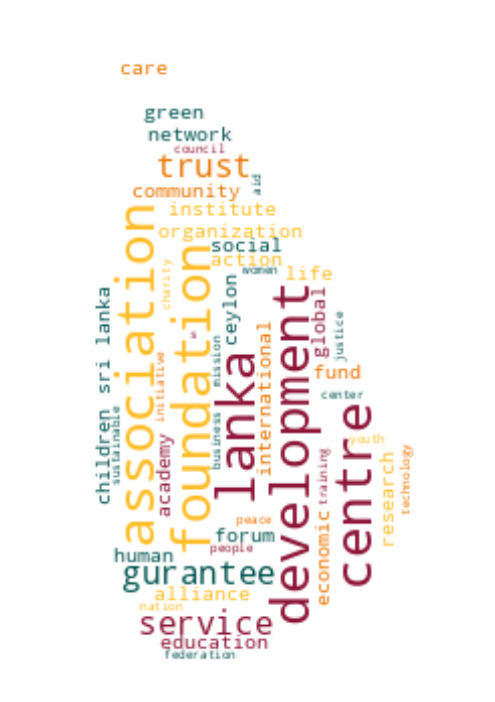 care
green
network
council
trust
aid
community
institute
organization
social
action
women
life
association
foundation
charity
ceylon
development
global
sri lanka
justice
s
mission
lanka
international
initiative
fund
center
children
sustainable
business
centre
academy
youth
training
research
technology
peace
forum
people
economic
human
gurantee
alliance
nation
service
education
federation